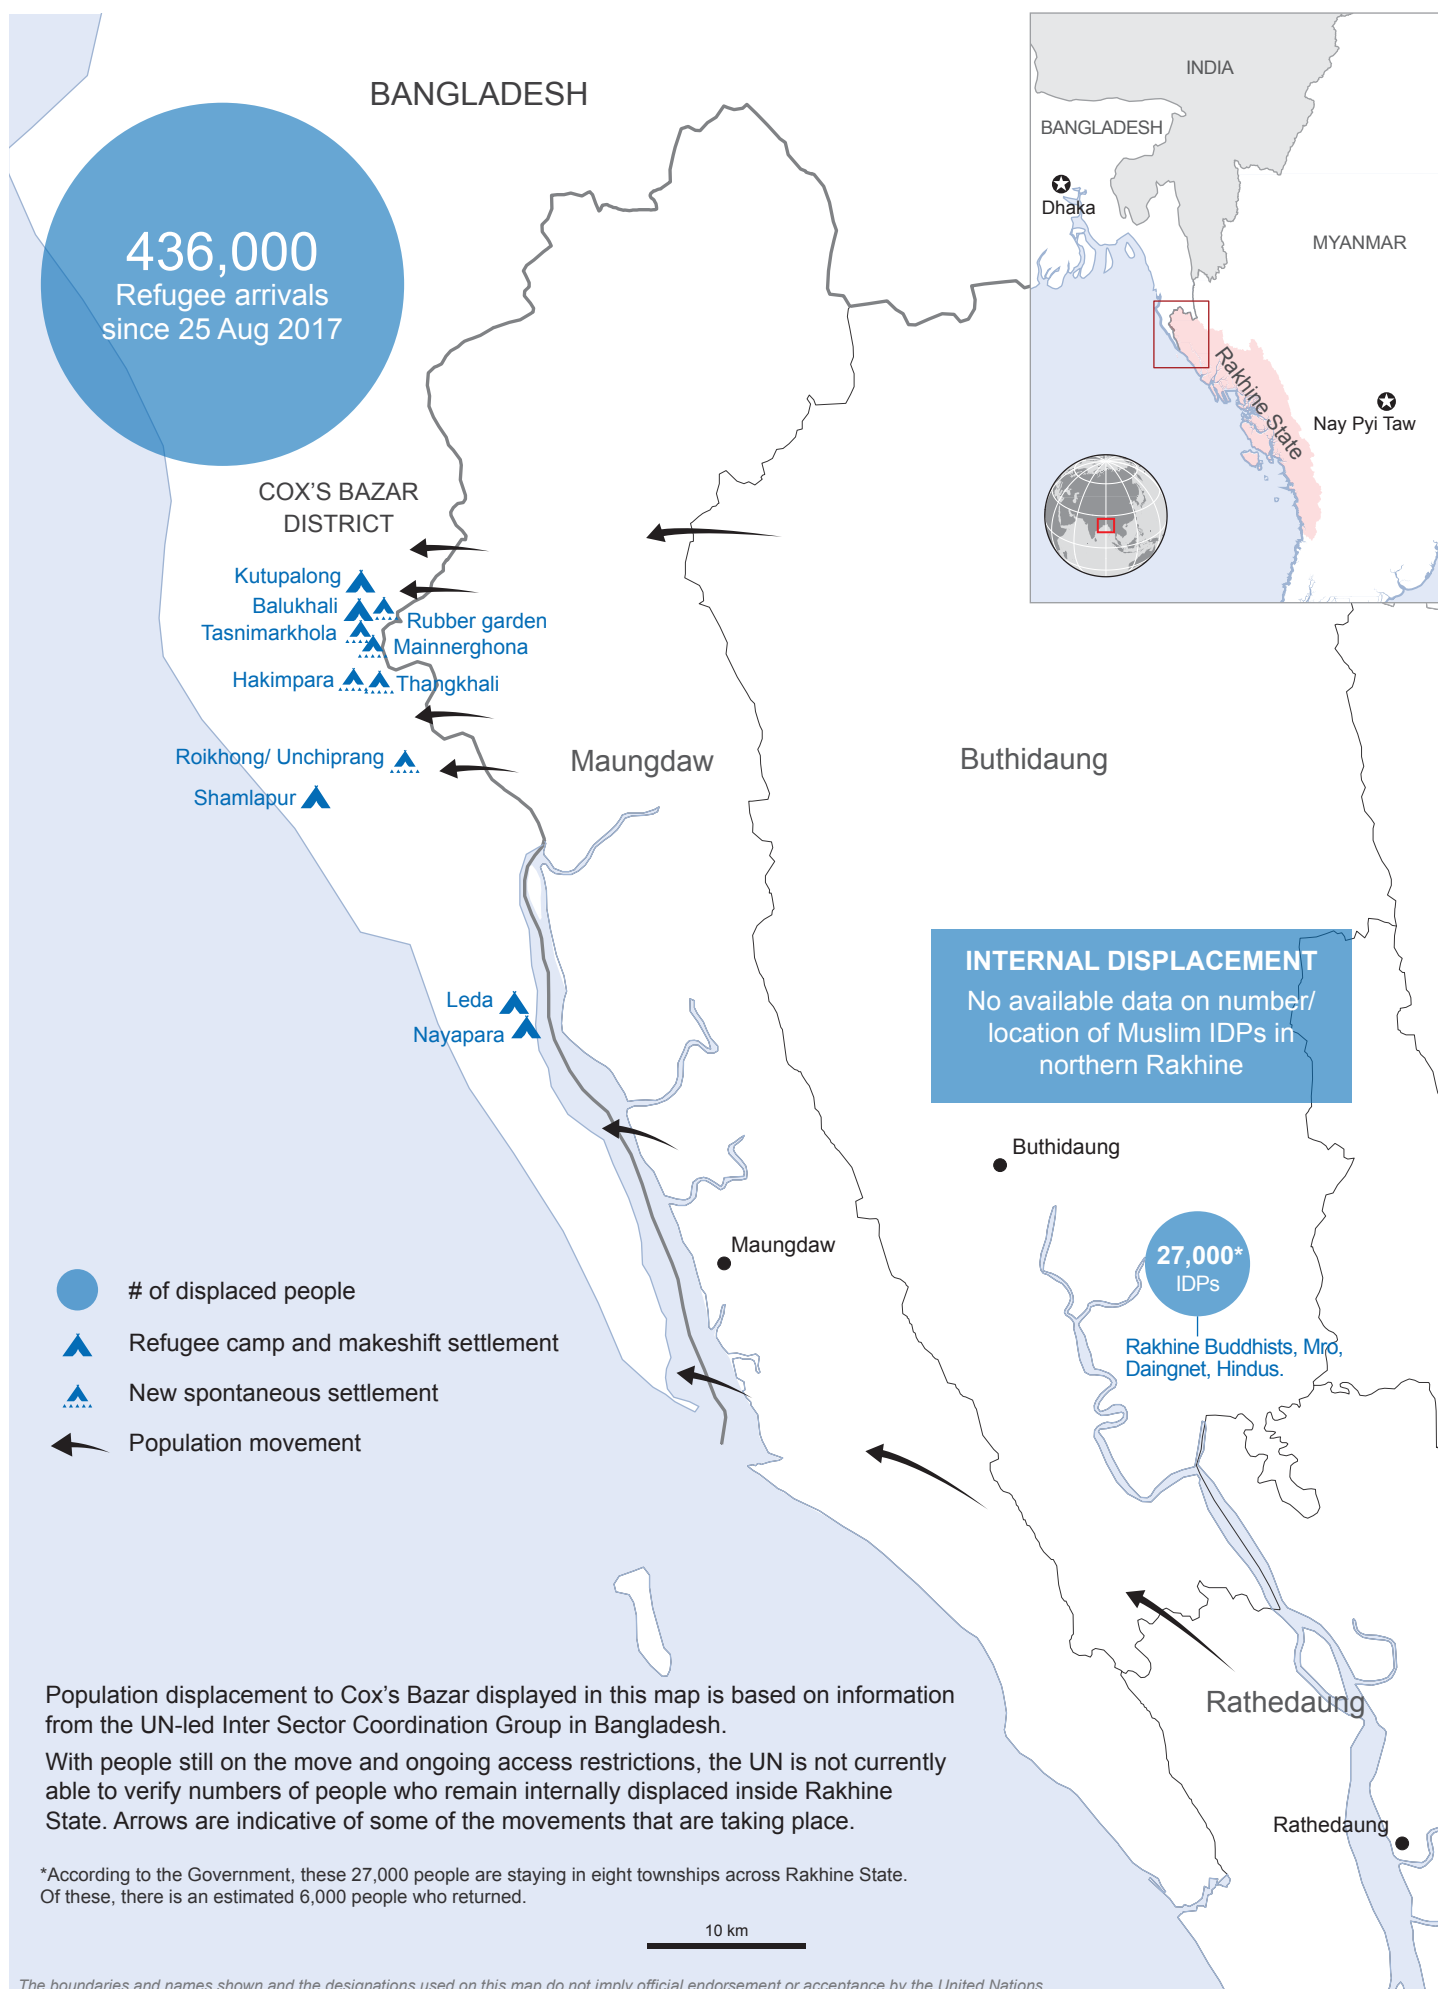 BANGLADESH
436,000
Refugee arrivals
since 25 Aug 2017
INDIA
BANGLADESH
Dhaka
MYANMAR
Rakhine State
Nay Pyi Taw
COX'S BAZAR
DISTRICT
Kutupalong
Balukhali
Rubber garden
Tasnimarkhola
Mainnerghona
Hakimpara
Thangkhali
Roikhong/ Unchiprang
Shamlapur
Maungdaw
Buthidaung
INTERNAL DISPLACEMENT
No available data on number/
location of Muslim IDPs in
northern Rakhine
Leda
Nayapara
Buthidaung
Maungdaw
27,000*
IDPs
Rakhine Buddhists, Mro,
Daingnet, Hindus.
# of displaced people
Refugee camp and makeshift settlement
New spontaneous settlement
Population movement
Rathedaung
Rathedaung
Population displacement to Cox's Bazar displayed in this map is based on information
from the UN-led Inter Sector Coordination Group in Bangladesh.
With people still on the move and ongoing access restrictions, the UN is not currently
able to verify numbers of people who remain internally displaced inside Rakhine
State. Arrows are indicative of some of the movements that are taking place.
*According to the Government, these 27,000 people are staying in eight townships across Rakhine State.
Of these, there is an estimated 6,000 people who returned.
10 km
The boundaries and names shown and the designations used on this map do not imply official endorsement or acceptance by the United Nations